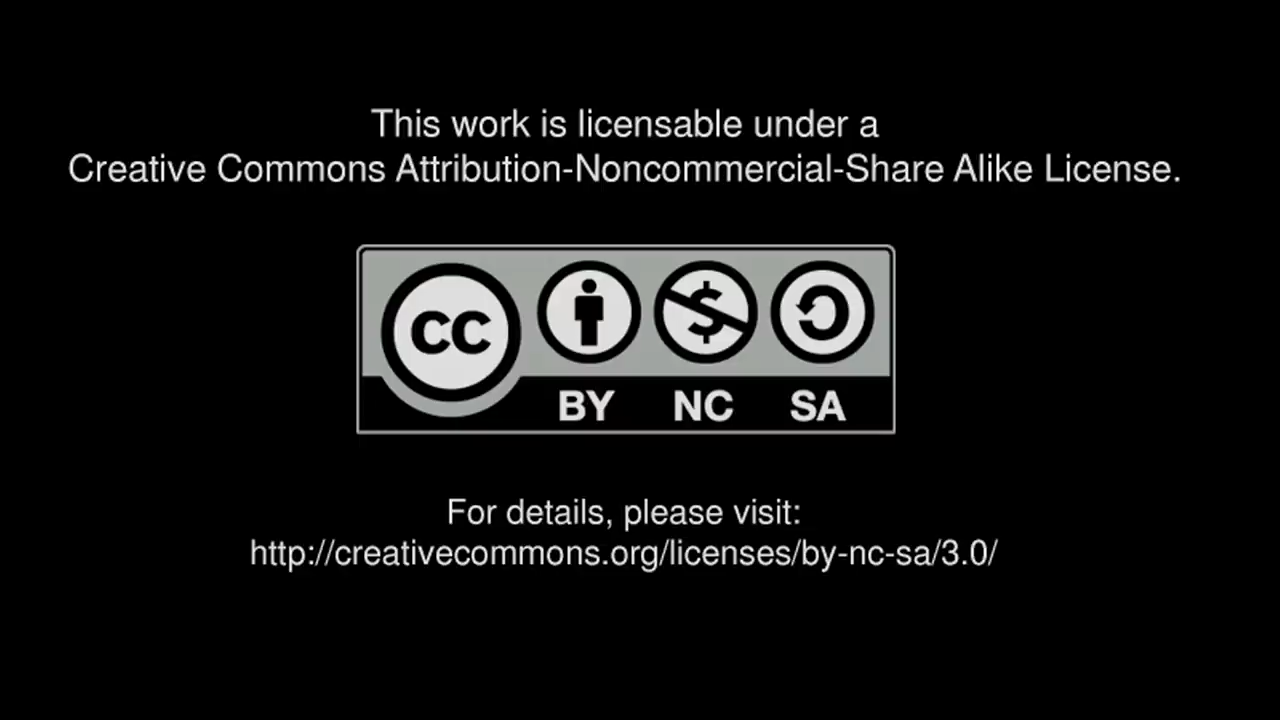 This work is licensable under a
Creative Commons Attribution-Noncommercial-Share Alike License.
CC
BY NC SA
For details, please visit:
http://creativecommons.org/licenses/by-nc-sa/3.0/